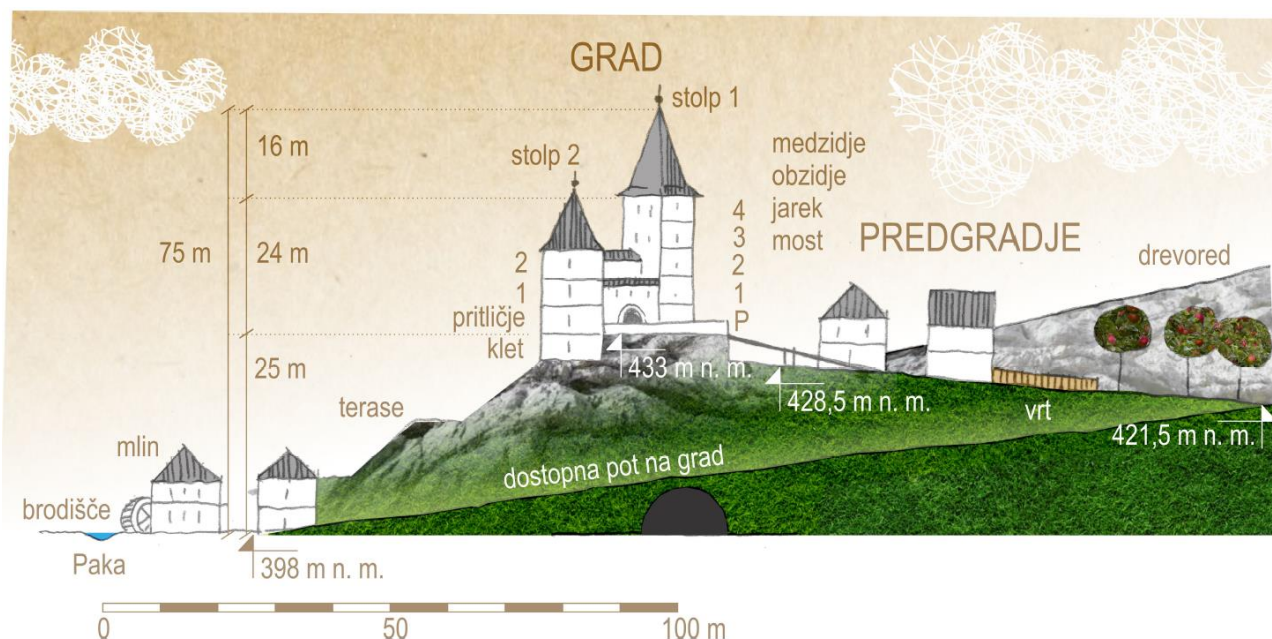 GRAD
stolp 1
16 m
stolp 2
medzidje
obzidje
jarek
most
PREDGRADJE
drevored
75 m
24 m
4
3
2
1
P
2
1
pritličje
klet
25 m
433 m n. m.
428,5 m n. m.
421,5 m n. m.
vrt
terase
mlin
dostopna pot na grad
brodišče
Paka
398 m n. m.
0
50
100 m